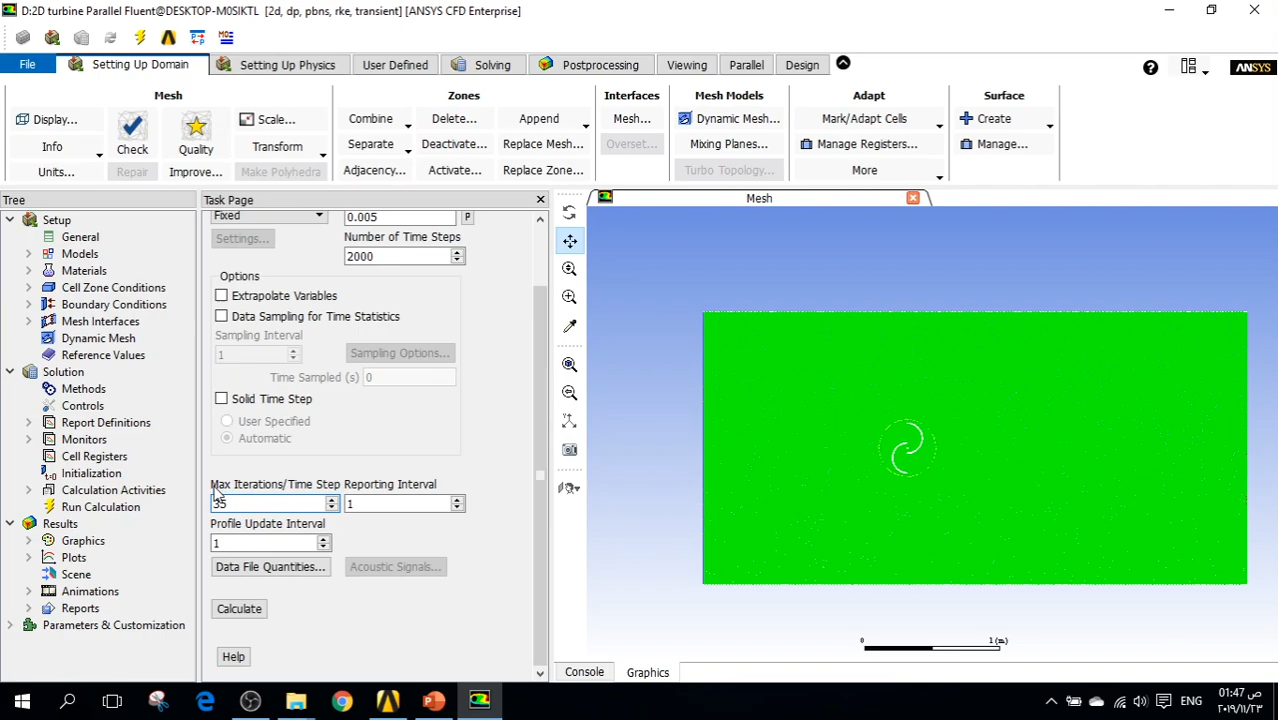 D:2D turbine Parallel Fluent@DESKTOP-M0SIKTL [2d, dp, pbns, rke, transient] [ANSYS CFD Enterprise]
File
Setting Up Domain
Setting Up Physics
User Defined
Solving
Postprocessing
Viewing
Parallel
Design
ANSYS
Mesh
Zones
Interfaces
Mesh Models
Adapt
Surface
Display...
Info
Units...
Check
Repair
Quality
Improve...
Scale...
Transform
Make Polyhedra
Combine
Separate
Adjacency...
Delete...
Deactivate...
Activate...
Append
Replace Mesh...
Replace Zone...
Mesh...
Overset...
Dynamic Mesh...
Mixing Planes...
Turbo Topology...
Mark/Adapt Cells
Manage Registers...
More
Create
Manage...
Tree
Setup
General
Models
Materials
Cell Zone Conditions
Boundary Conditions
Mesh Interfaces
Dynamic Mesh
Reference Values
Solution
Methods
Controls
Report Definitions
Monitors
Cell Registers
Initialization
Calculation Activities
Run Calculation
Results
Graphics
Plots
Scene
Animations
Reports
Parameters & Customization
Task Page
Fixed
0.005
P
Settings...
Number of Time Steps
2000
Options
Extrapolate Variables
Data Sampling for Time Statistics
Sampling Interval
1
Sampling Options...
Time Sampled (s) 0
Solid Time Step
User Specified
Automatic
Max Iterations/Time Step Reporting Interval
35 1
Profile Update Interval
1
Data File Quantities... Acoustic Signals...
Calculate
Help
Mesh
0 1(m)
Console Graphics
ENG
01:47 ص
٢٠١٩/١١/٢٣